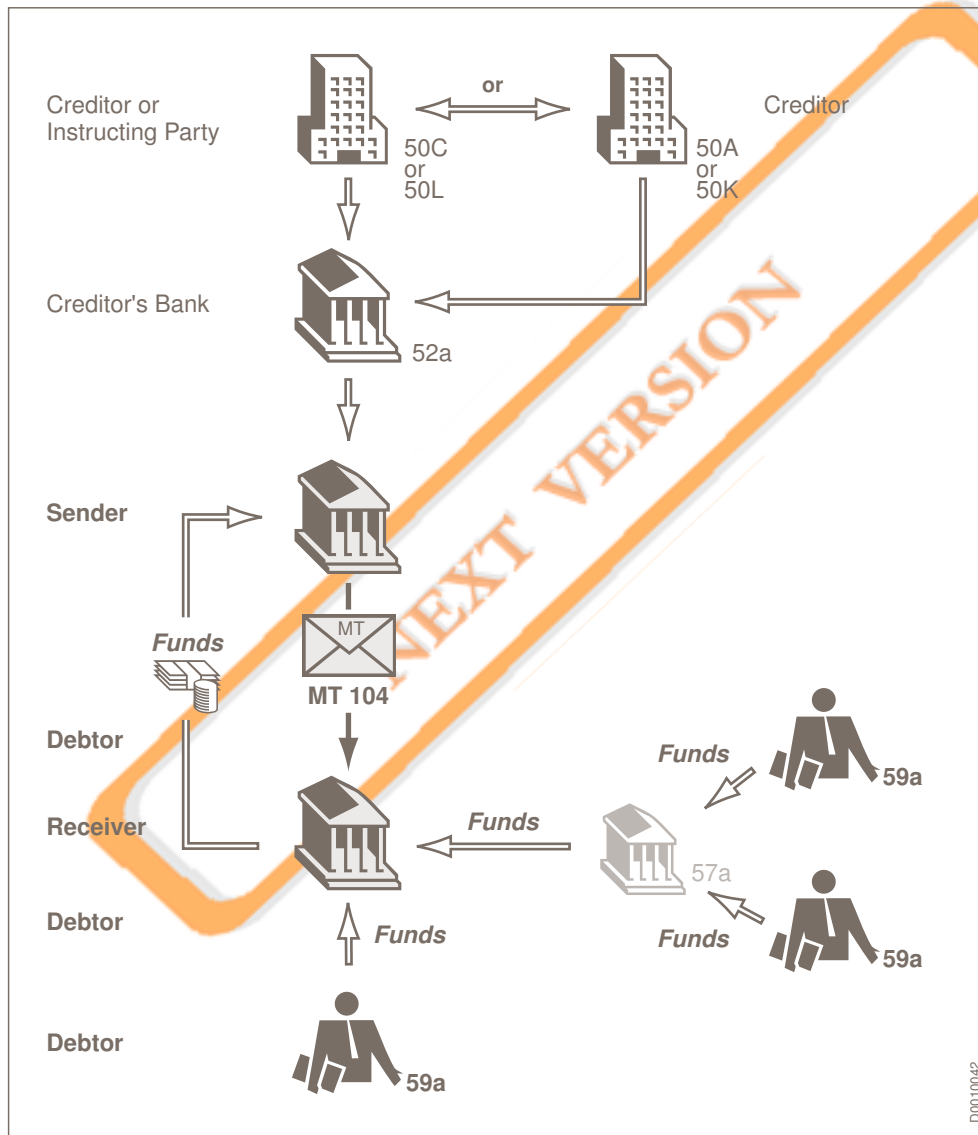 or
Creditor or
Instructing Party
Creditor
50C
or
50L
50A
or
50K
Creditor's Bank
52a
NEXT VERSION
Sender
MT
Funds
MT 104
Debtor
Funds
59a
Receiver
Funds
57a
Debtor
Funds
Funds
59a
Debtor
59a
D0010042